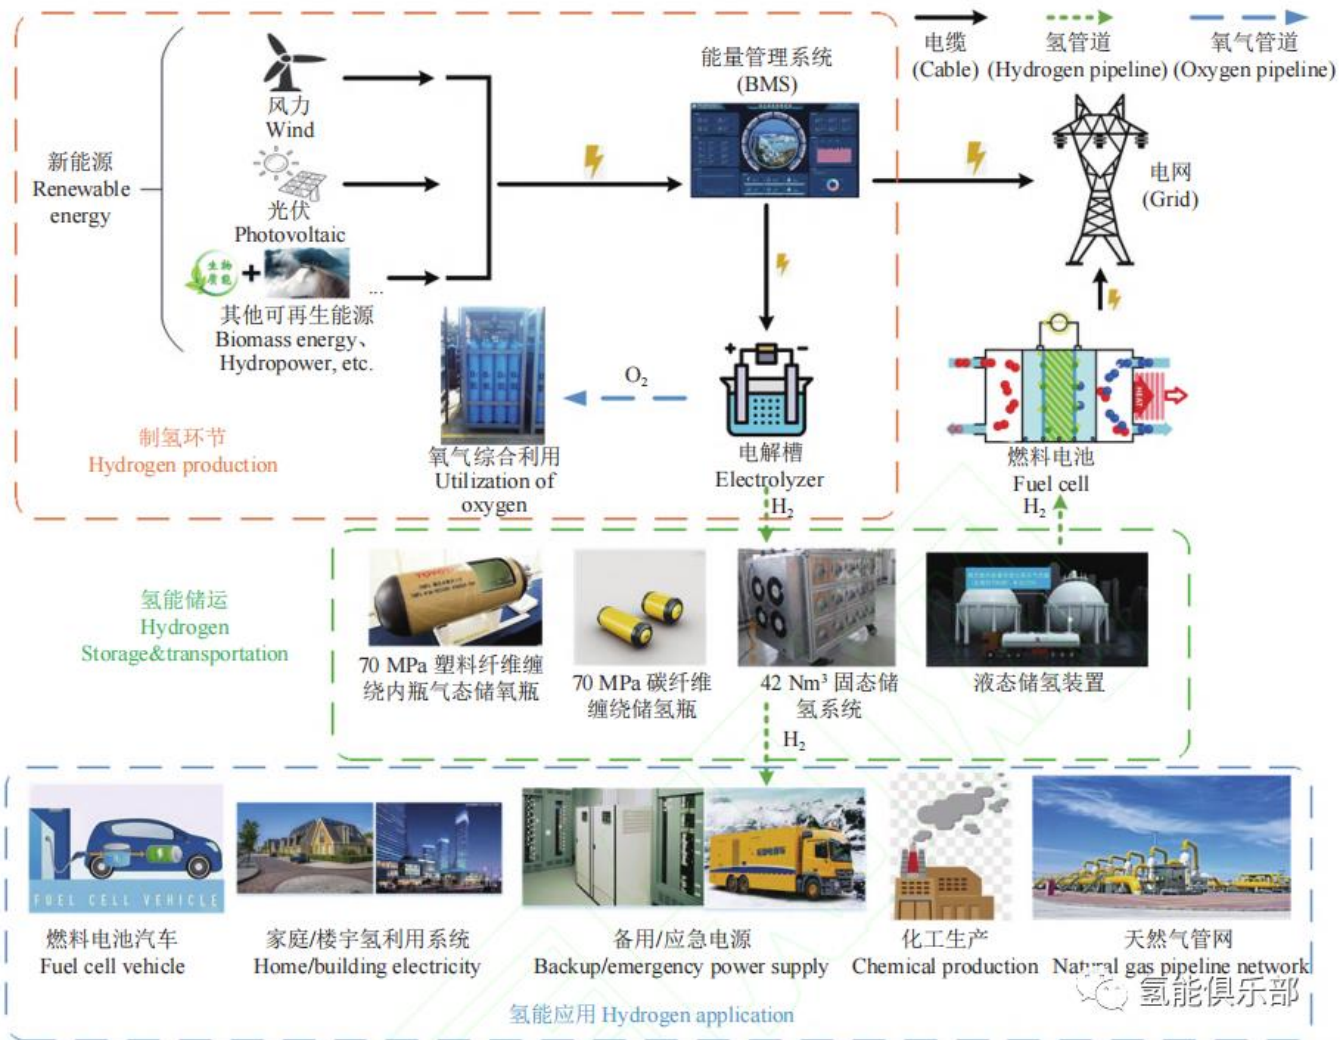 电缆
(Cable)
氢管道
(Hydrogen pipeline)
氧气管道
(Oxygen pipeline)
新能源
Renewable
energy
风力
Wind
光伏
Photovoltaic
生物
质能
+
...
其他可再生能源
Biomass energy、
Hydropower, etc.
能量管理系统
(BMS)
电网
(Grid)
O₂
+
-
电解槽
Electrolyzer
H₂
氧气综合利用
Utilization of
oxygen
制氢环节
Hydrogen production
HEAT
燃料电池
Fuel cell
H₂
氢能储运
Hydrogen
Storage&transportation
TOYOTA
70 MPa 塑料纤维缠
绕内瓶气态储氧瓶
70 MPa 碳纤维
缠绕储氢瓶
42 Nm³ 固态储
氢系统
液态储氢装置
H₂
FUEL CELL VEHICLE
燃料电池汽车
Fuel cell vehicle
家庭/楼宇氢利用系统
Home/building electricity
备用/应急电源
Backup/emergency power supply
化工生产
Chemical production
天然气管网
Natural gas pipeline network
氢能应用 Hydrogen application
氢能俱乐部